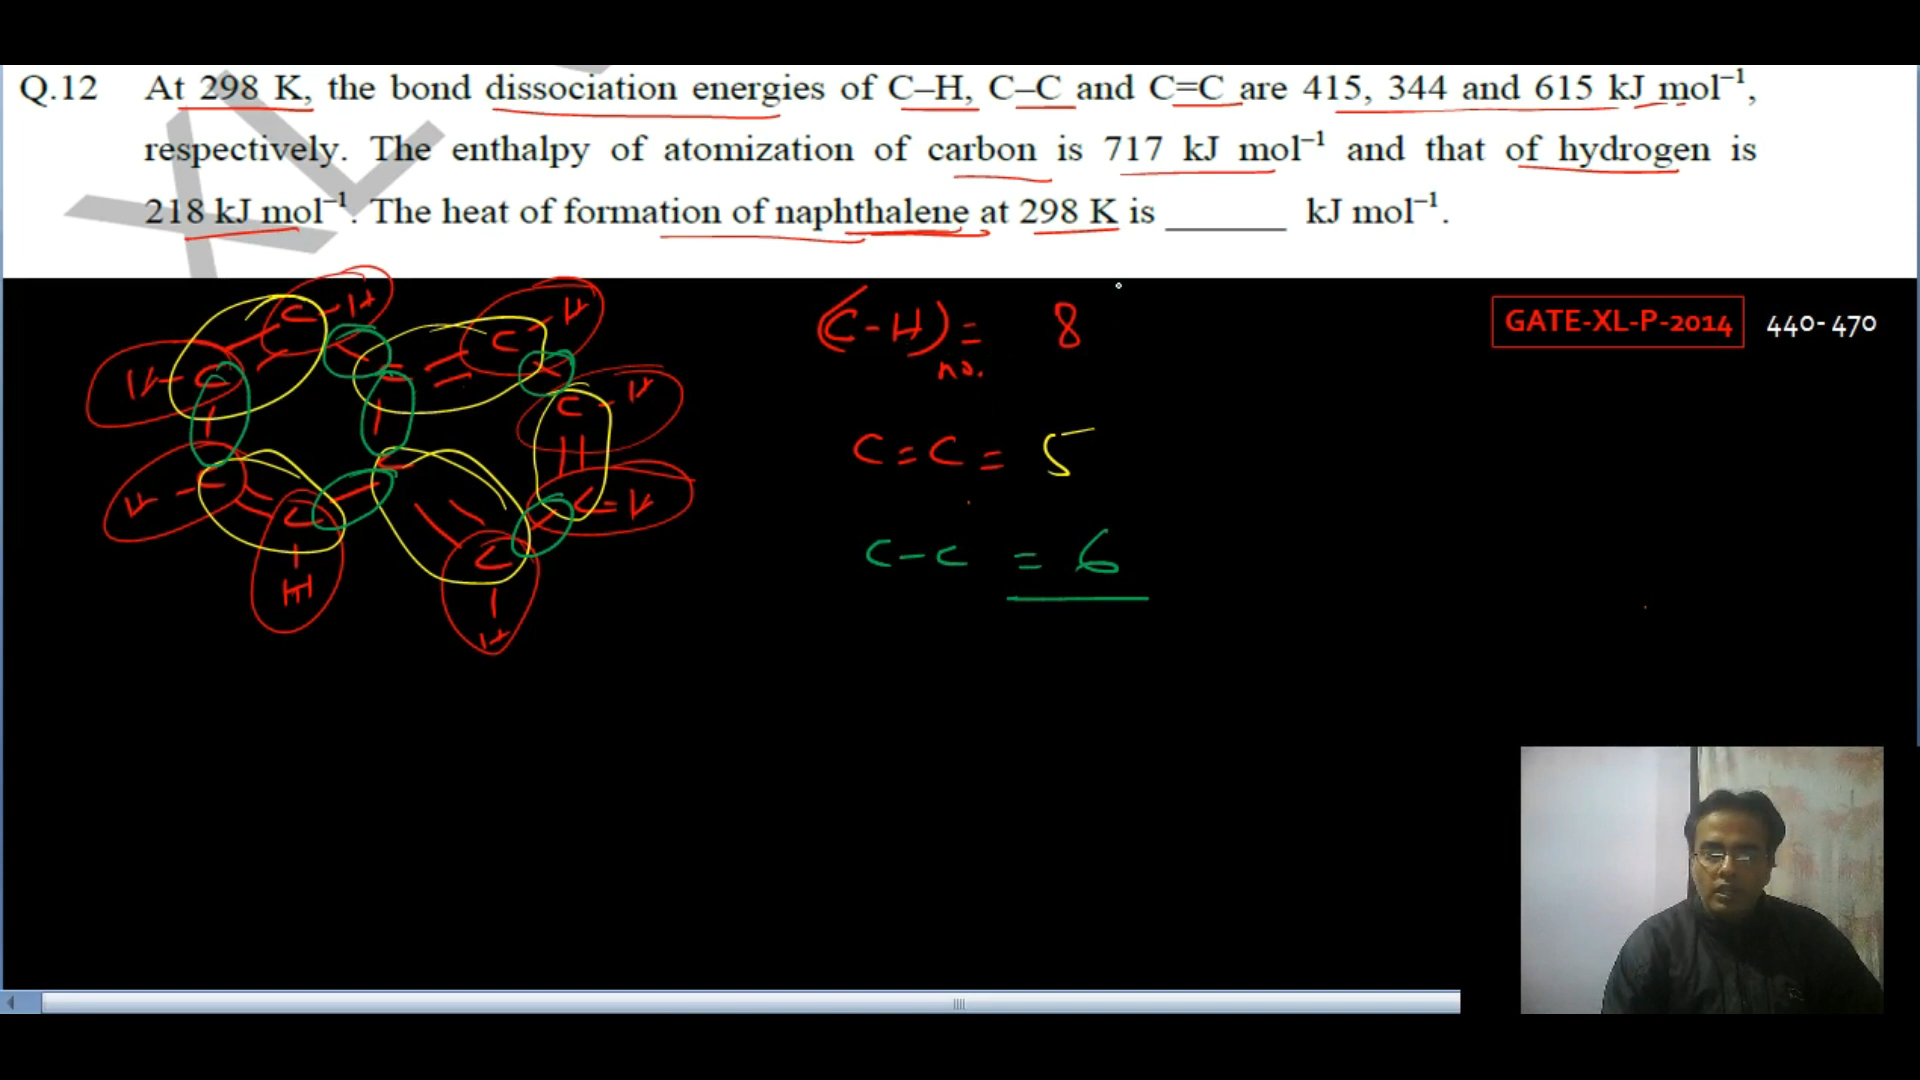 Q.12 At 298 K, the bond dissociation energies of C–H, C–C and C=C are 415, 344 and 615 kJ mol⁻¹,
respectively. The enthalpy of atomization of carbon is 717 kJ mol⁻¹ and that of hydrogen is
218 kJ mol⁻¹. The heat of formation of naphthalene at 298 K is ______ kJ mol⁻¹.
GATE-XL-P-2014 440-470
(C-H) = 8
no.
C=C = 5
C-C = 6
C-H
C-H
H-C
C
C
C-H
C
H-C
C
C-H
C
H
H